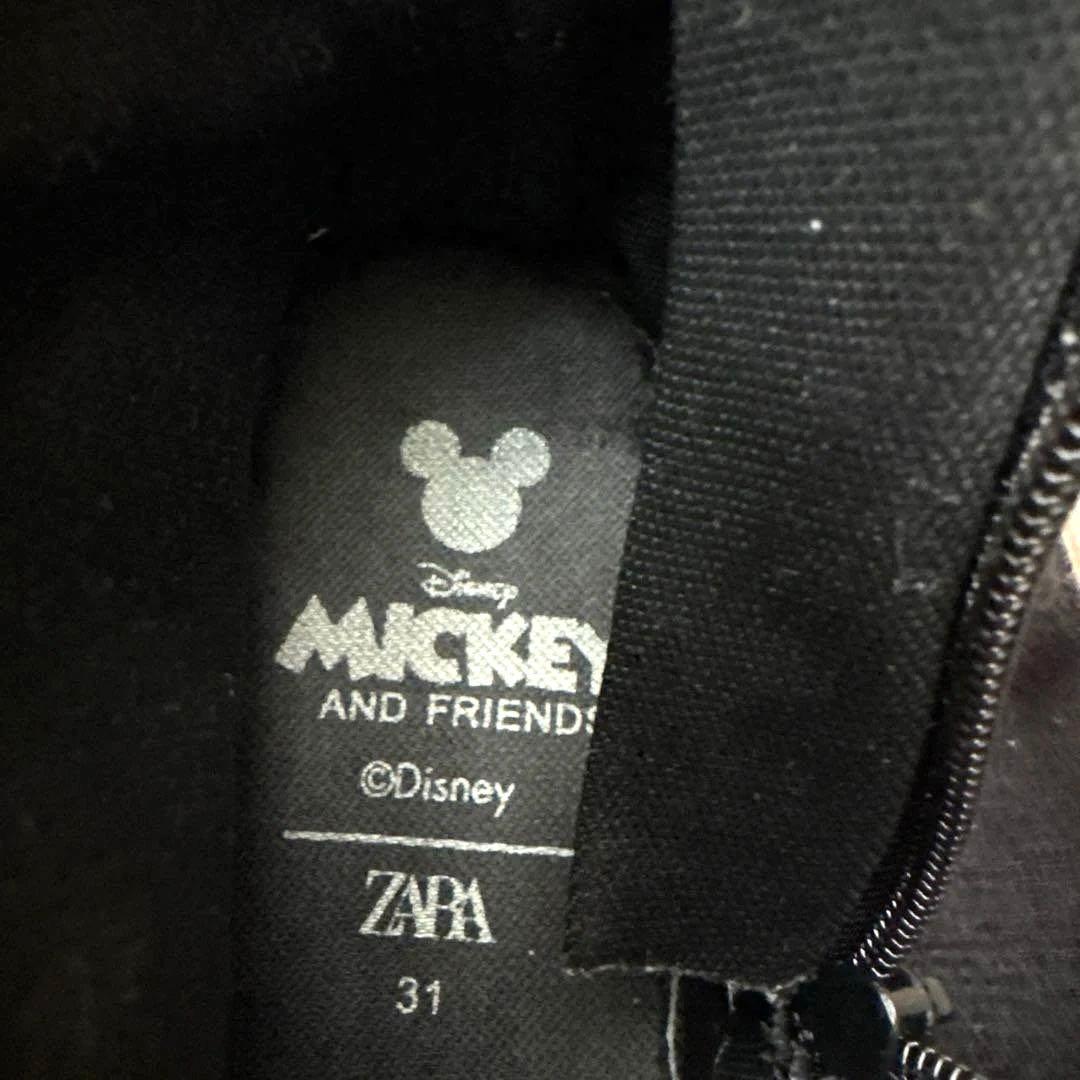 Disney
MICKEY
AND FRIENDS
©Disney
ZARA
31